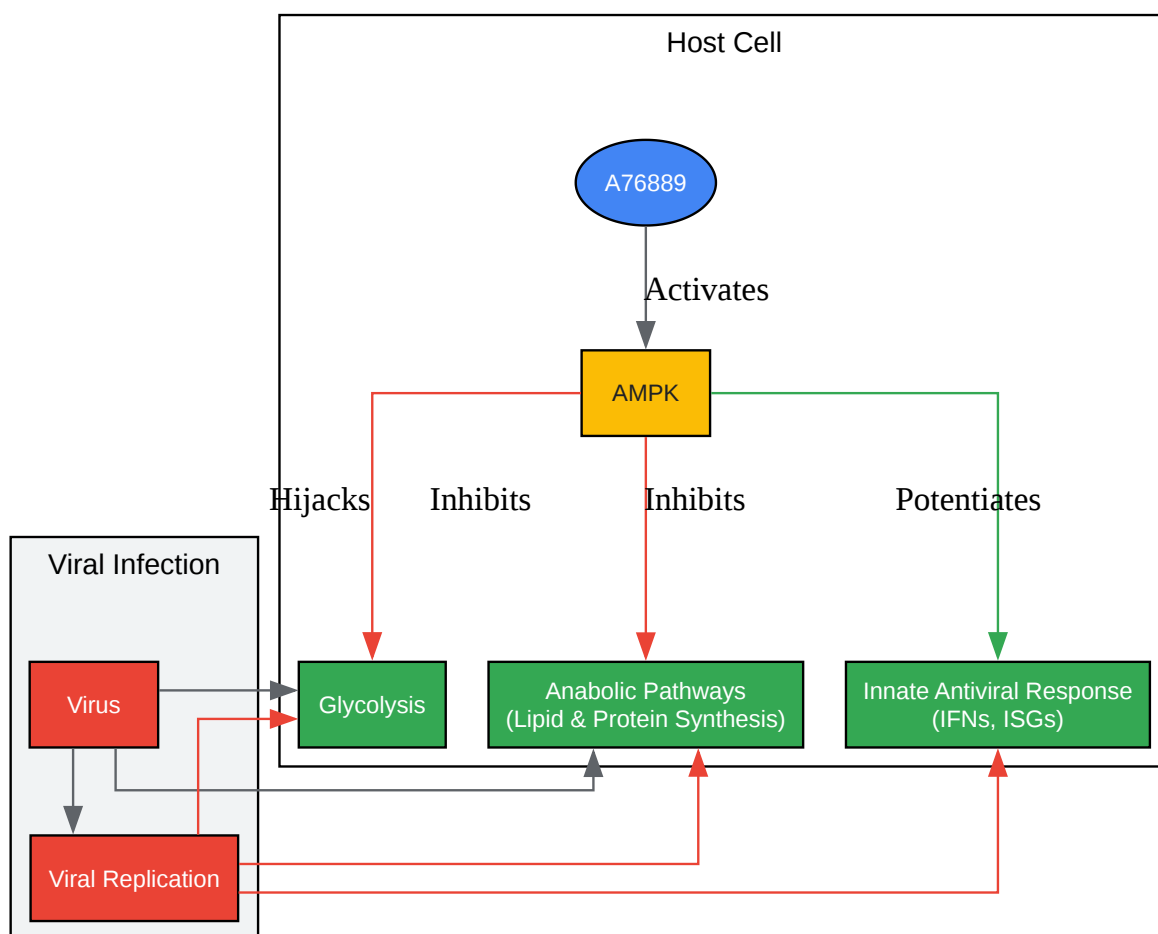 Host Cell
A76889
Activates
AMPK
Hijacks
Inhibits
Inhibits
Potentiates
Viral Infection
Virus
Glycolysis
Anabolic Pathways
(Lipid & Protein Synthesis)
Innate Antiviral Response
(IFNs, ISGs)
Viral Replication